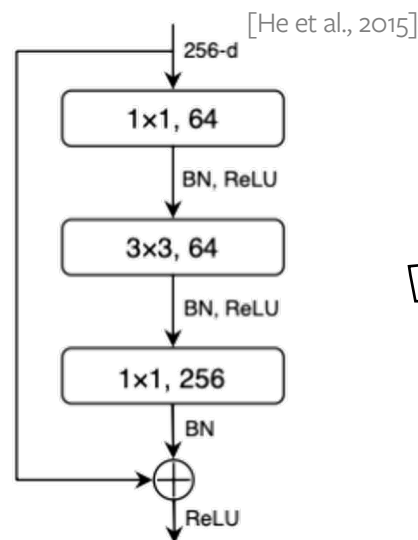 [He et al., 2015]
256-d
1×1, 64
BN, ReLU
3×3, 64
BN, ReLU
1×1, 256
BN
ReLU